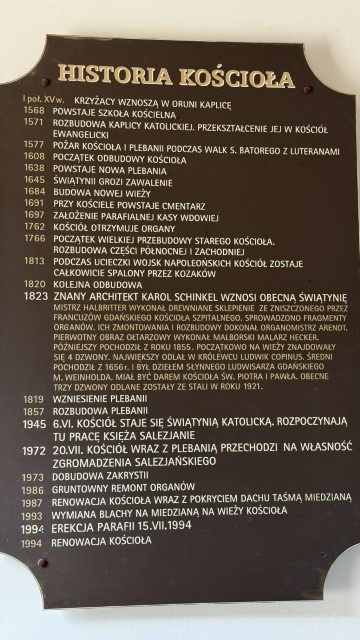 HISTORIA KOŚCIOŁA
I poł. XV w. KRZYŻACY WZNOSZĄ W ORUNI KAPLICĘ
1568 POWSTAJE SZKOŁA KOŚCIELNA
1571 ROZBUDOWA KAPLICY KATOLICKIEJ. PRZEKSZTAŁCENIE JEJ W KOŚCIÓŁ
EWANGELICKI
1577 POŻAR KOŚCIOŁA I PLEBANII PODCZAS WALK S. BATOREGO Z LUTERANAMI
1608 POCZĄTEK ODBUDOWY KOŚCIOŁA
1638 POWSTAJE NOWA PLEBANIA
1645 ŚWIĄTYNII GROZI ZAWALENIE
1684 BUDOWA NOWEJ WIEŻY
1691 PRZY KOŚCIELE POWSTAJE CMENTARZ
1697 ZAŁOŻENIE PARAFIALNEJ KASY WDOWIEJ
1762 KOŚCIÓŁ OTRZYMUJE ORGANY
1766 POCZĄTEK WIELKIEJ PRZEBUDOWY STAREGO KOŚCIOŁA.
ROZBUDOWA CZĘŚCI PÓŁNOCNEJ I ZACHODNIEJ
1813 PODCZAS UCIECZKI WOJSK NAPOLEOŃSKICH KOŚCIÓŁ ZOSTAJE
CAŁKOWICIE SPALONY PRZEZ KOZAKÓW
1820 KOLEJNA ODBUDOWA
1823 ZNANY ARCHITEKT KAROL SCHINKEL WZNOSI OBECNĄ ŚWIĄTYNIĘ
MISTRZ HALBRITTER WYKONAŁ DREWNIANE SKLEPIENIE ZE ZNISZCZONEGO PRZEZ
FRANCUZÓW GDAŃSKIEGO KOŚCIOŁA SZPITALNEGO, SPROWADZONO FRAGMENTY
ORGANÓW. ICH ZMONTOWANIA I ROZBUDOWY DOKONAŁ ORGANOMISTRZ ARENDT.
PIERWOTNY OBRAZ OŁTARZOWY WYKONAŁ MALBORSKI MALARZ HECKER,
PÓŹNIEJSZY POCHODZIŁ Z ROKU 1855. POCZĄTKOWO NA WIEŻY ZNAJDOWAŁY
SIĘ 4 DZWONY. NAJWIĘKSZY ODLAŁ W KRÓLEWCU LUDWIK COPINUS. ŚREDNI
POCHODZIŁ Z 1656r. I BYŁ DZIEŁEM SŁYNNEGO LUDWISARZA GDAŃSKIEGO
M. WEINHOLDA. MIAŁ BYĆ DAREM KOŚCIOŁA ŚW. PIOTRA I PAWŁA. OBECNE
TRZY DZWONY ODLANE ZOSTAŁY ZE STALI W ROKU 1921.
1819 WZNIESIENIE PLEBANII
1857 ROZBUDOWA PLEBANII
1945 6.VI. KOŚCIÓŁ STAJE SIĘ ŚWIĄTYNIĄ KATOLICKĄ. ROZPOCZYNAJĄ
TU PRACĘ KSIĘŻA SALEZJANIE
1972 20.VII. KOŚCIÓŁ WRAZ Z PLEBANIĄ PRZECHODZI NA WŁASNOŚĆ
ZGROMADZENIA SALEZJAŃSKIEGO
1973 DOBUDOWA ZAKRYSTII
1986 GRUNTOWNY REMONT ORGANÓW
1987 RENOWACJA KOŚCIOŁA WRAZ Z POKRYCIEM DACHU TAŚMĄ MIEDZIANĄ
1993 WYMIANA BLACHY NA MIEDZIANĄ NA WIEŻY KOŚCIOŁA
1994 EREKCJA PARAFII 15.VII.1994
1994 RENOWACJA KOŚCIOŁA